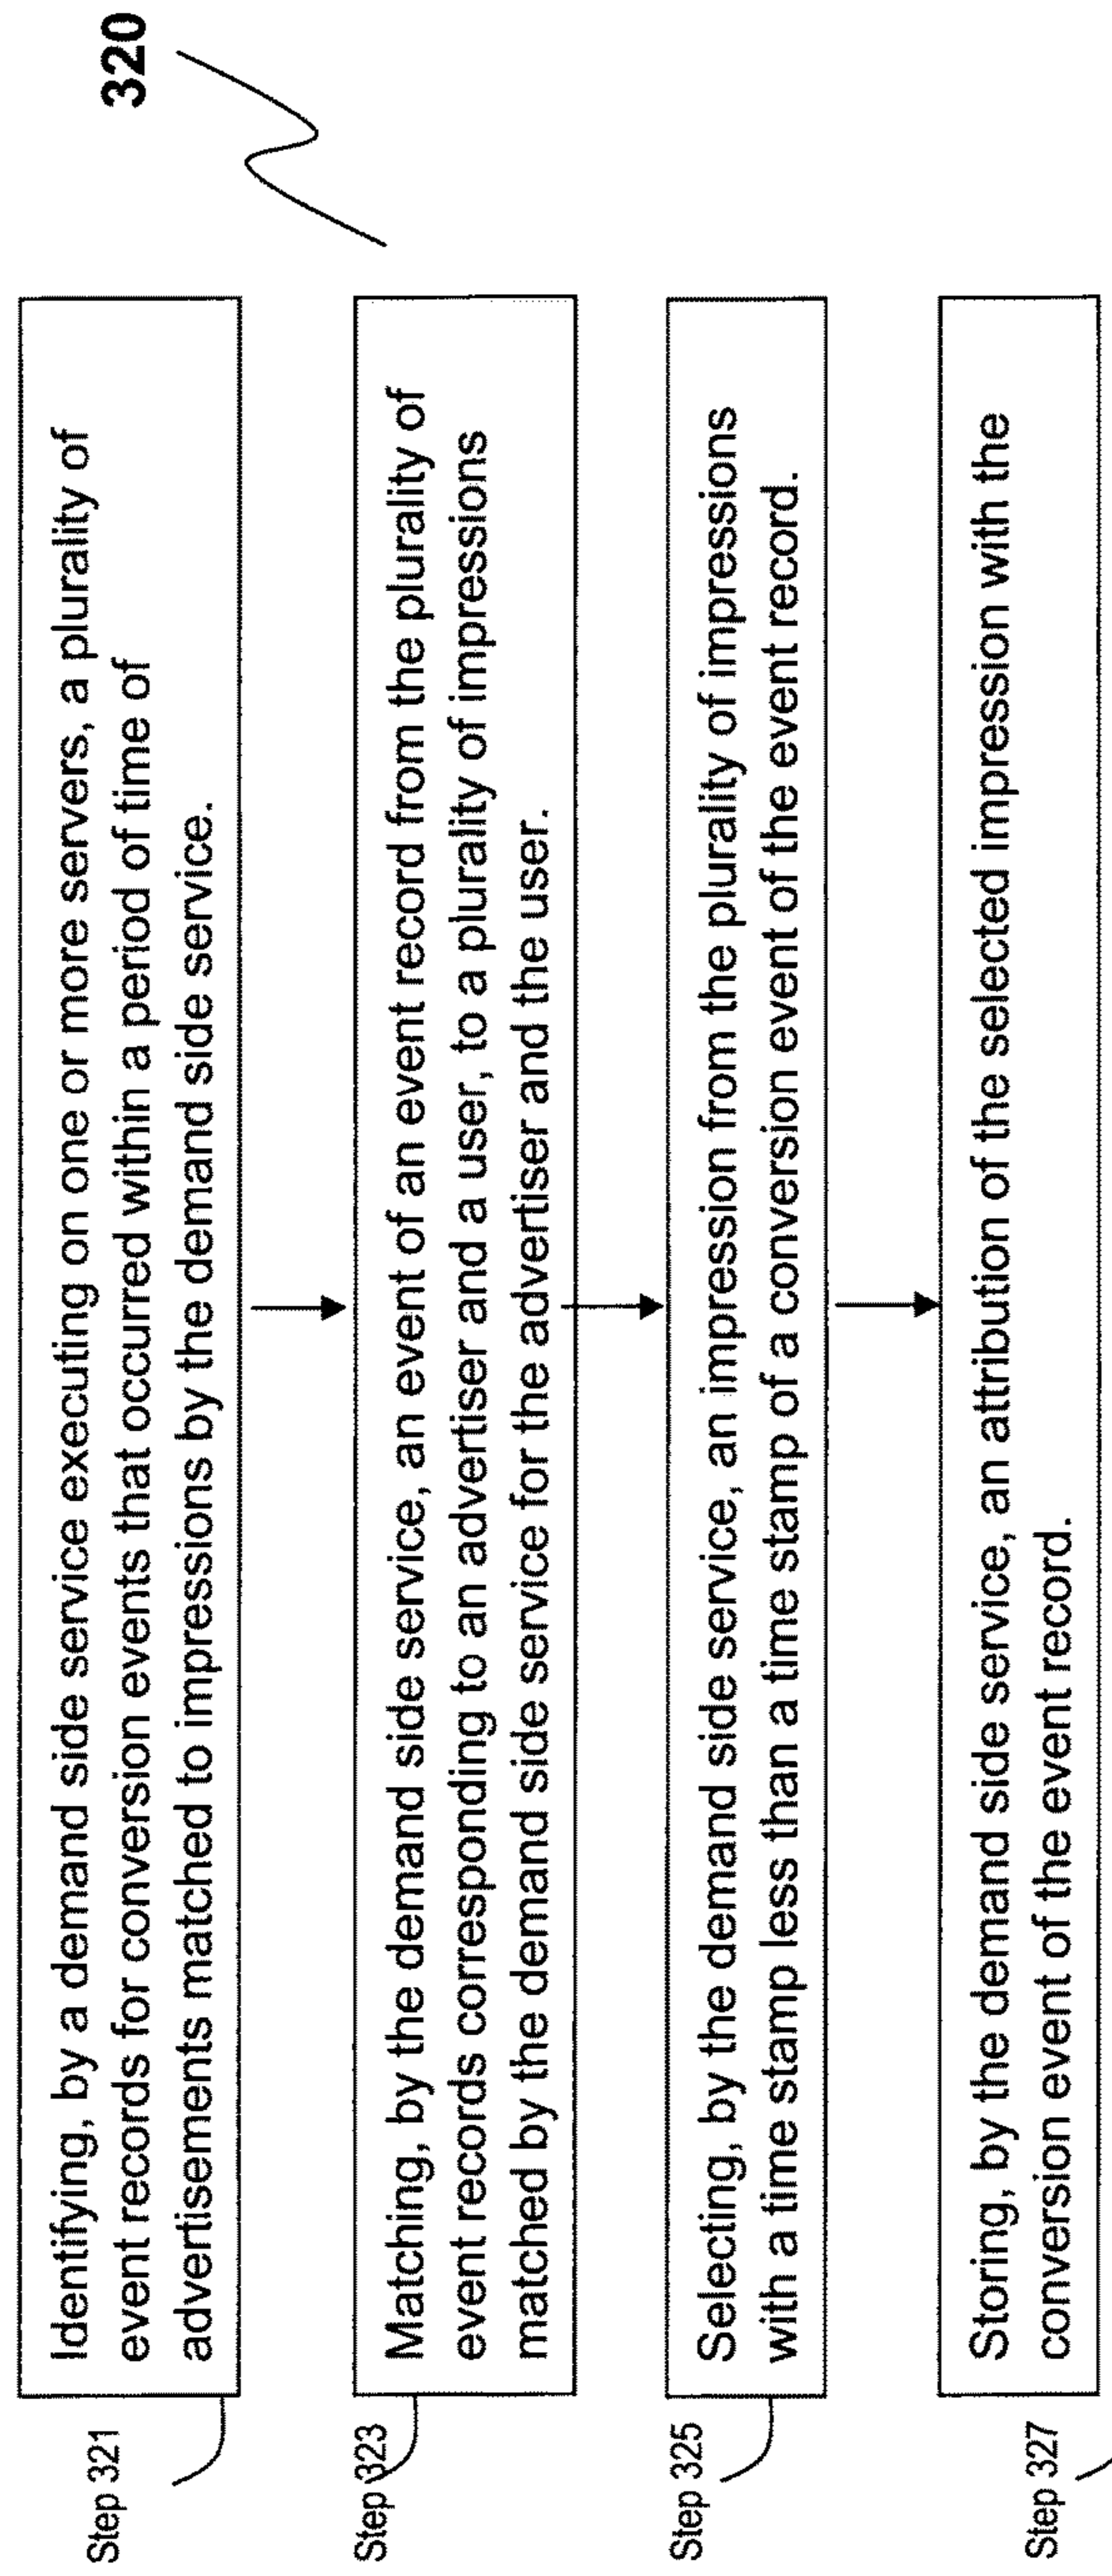 320
Step 321
Identifying, by a demand side service executing on one or more servers, a plurality of
event records for conversion events that occurred within a period of time of
advertisements matched to impressions by the demand side service.
Step 323
Matching, by the demand side service, an event of an event record from the plurality of
event records corresponding to an advertiser and a user, to a plurality of impressions
matched by the demand side service for the advertiser and the user.
Step 325
Selecting, by the demand side service, an impression from the plurality of impressions
with a time stamp less than a time stamp of a conversion event of the event record.
Step 327
Storing, by the demand side service, an attribution of the selected impression with the
conversion event of the event record.